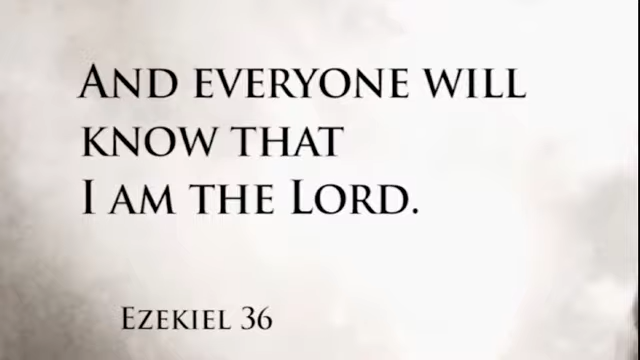 And everyone will
know that
I am the Lord.
Ezekiel 36